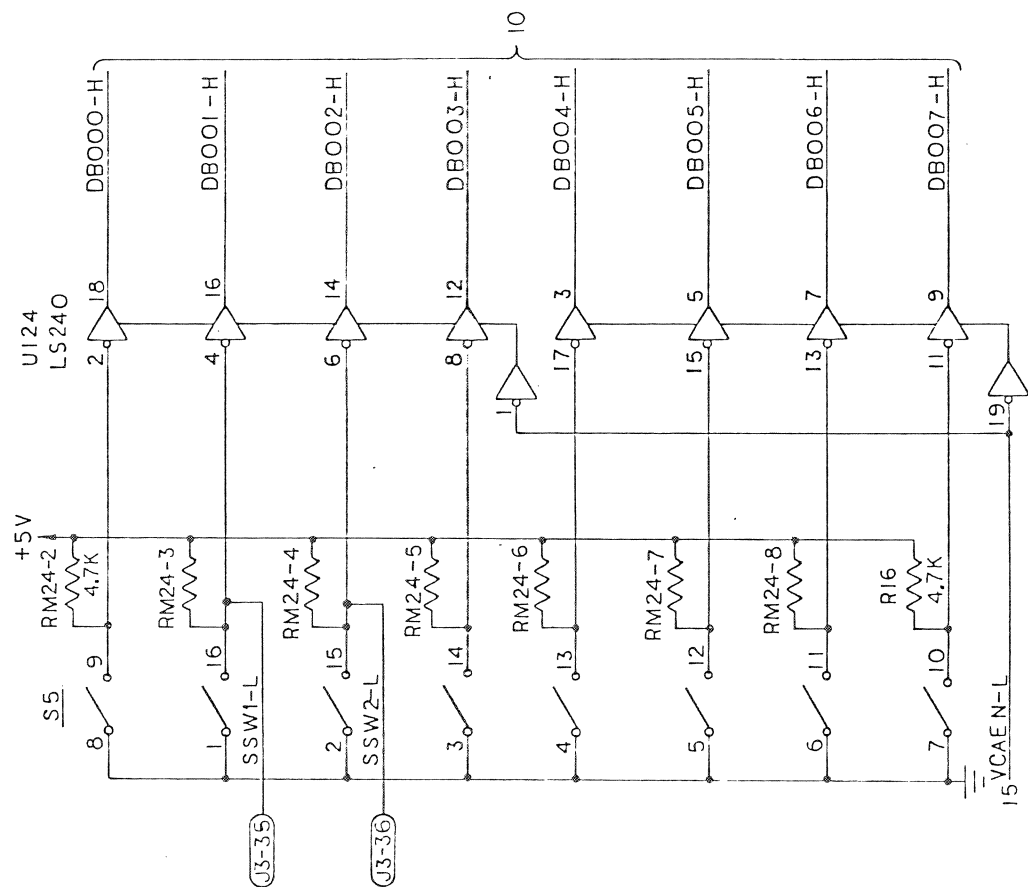 U124
LS240
+5V
S5
8
9
RM24-2
4.7K
2
18
DB000-H
1
16
RM24-3
4
16
DB001-H
SSW1-L
J3-35
2
15
RM24-4
6
14
DB002-H
SSW2-L
J3-36
3
14
RM24-5
8
12
DB003-H
1
4
13
RM24-6
17
3
DB004-H
5
12
RM24-7
15
5
DB005-H
6
11
RM24-8
13
7
DB006-H
7
10
R16
4.7K
11
9
DB007-H
19
15 VCAEN-L
10